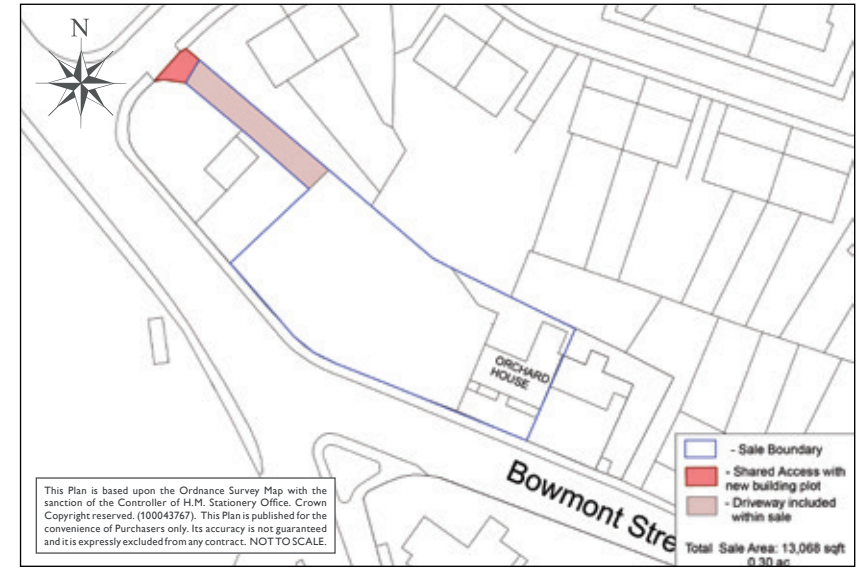 N
ORCHARD
HOUSE
Bowmont Stre
- Sale Boundary
- Shared Access with
new building plot
- Driveway included
within sale
Total Sale Area: 13,068 sqft
0.30 ac
This Plan is based upon the Ordnance Survey Map with the
sanction of the Controller of H.M. Stationery Office. Crown
Copyright reserved. (100043767). This Plan is published for the
convenience of Purchasers only. Its accuracy is not guaranteed
and it is expressly excluded from any contract. NOT TO SCALE.